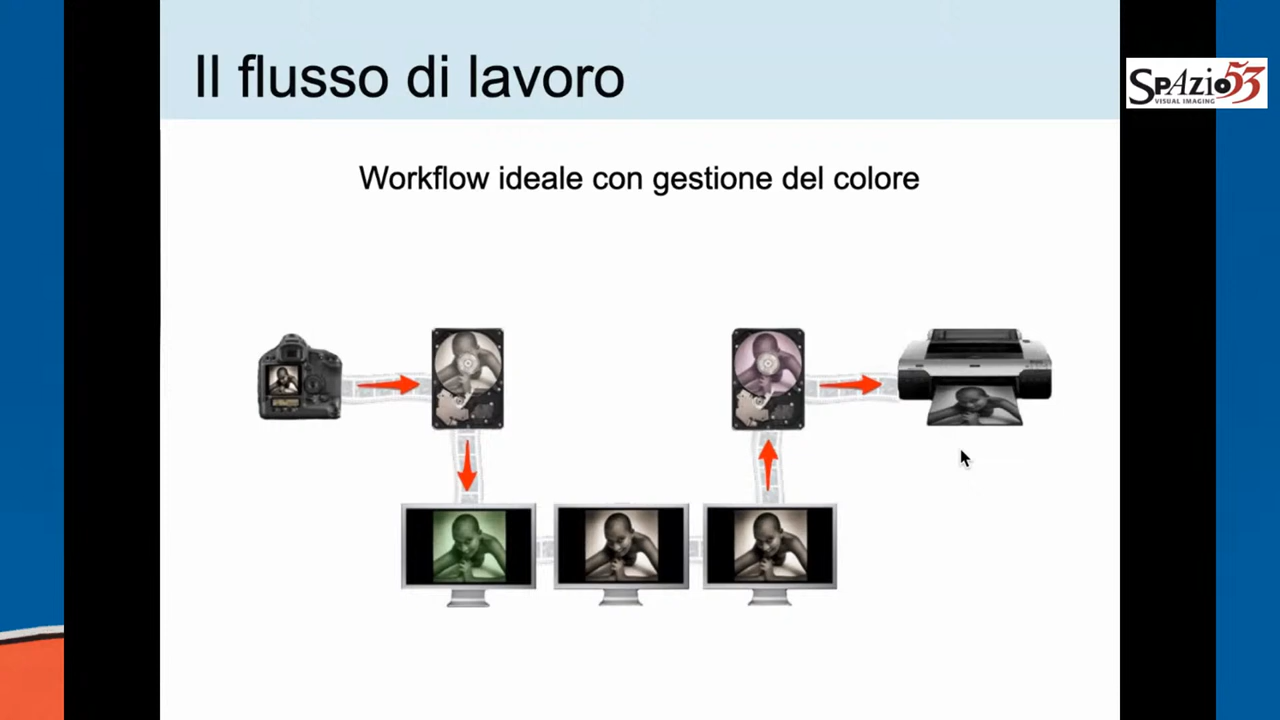 Il flusso di lavoro
SPAZIO53
VISUAL IMAGING
Workflow ideale con gestione del colore